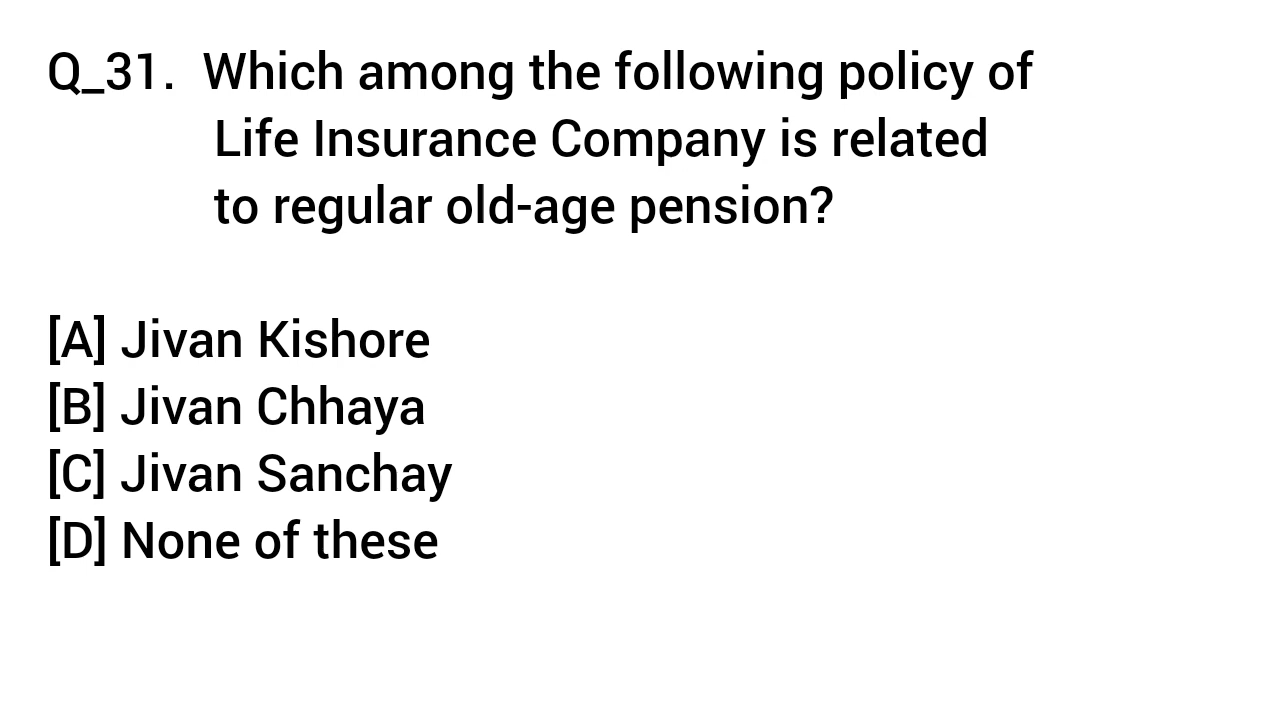 Q_31. Which among the following policy of
Life Insurance Company is related
to regular old-age pension?
[A] Jivan Kishore
[B] Jivan Chhaya
[C] Jivan Sanchay
[D] None of these